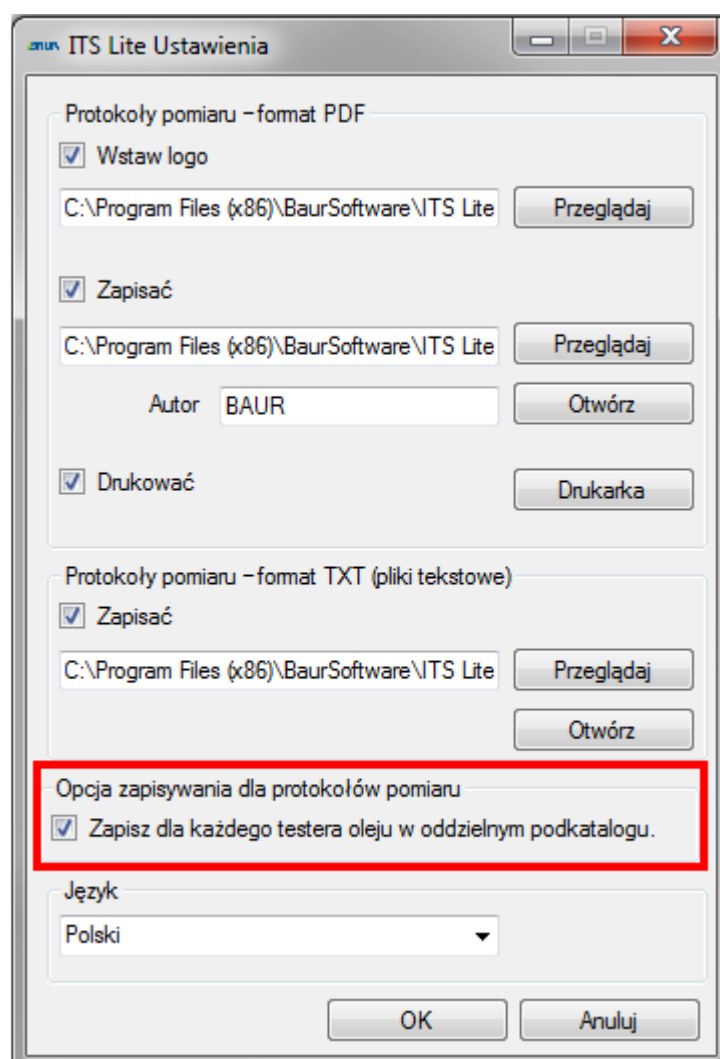 BAUR ITS Lite Ustawienia
Protokoły pomiaru – format PDF
Wstaw logo
C:\Program Files (x86)\BaurSoftware\ITS Lite
Przeglądaj
Zapisać
C:\Program Files (x86)\BaurSoftware\ITS Lite
Przeglądaj
Autor BAUR
Otwórz
Drukować
Drukarka
Protokoły pomiaru – format TXT (pliki tekstowe)
Zapisać
C:\Program Files (x86)\BaurSoftware\ITS Lite
Przeglądaj
Otwórz
Opcja zapisywania dla protokołów pomiaru
Zapisz dla każdego testera oleju w oddzielnym podkatalogu.
Język
Polski
OK
Anuluj